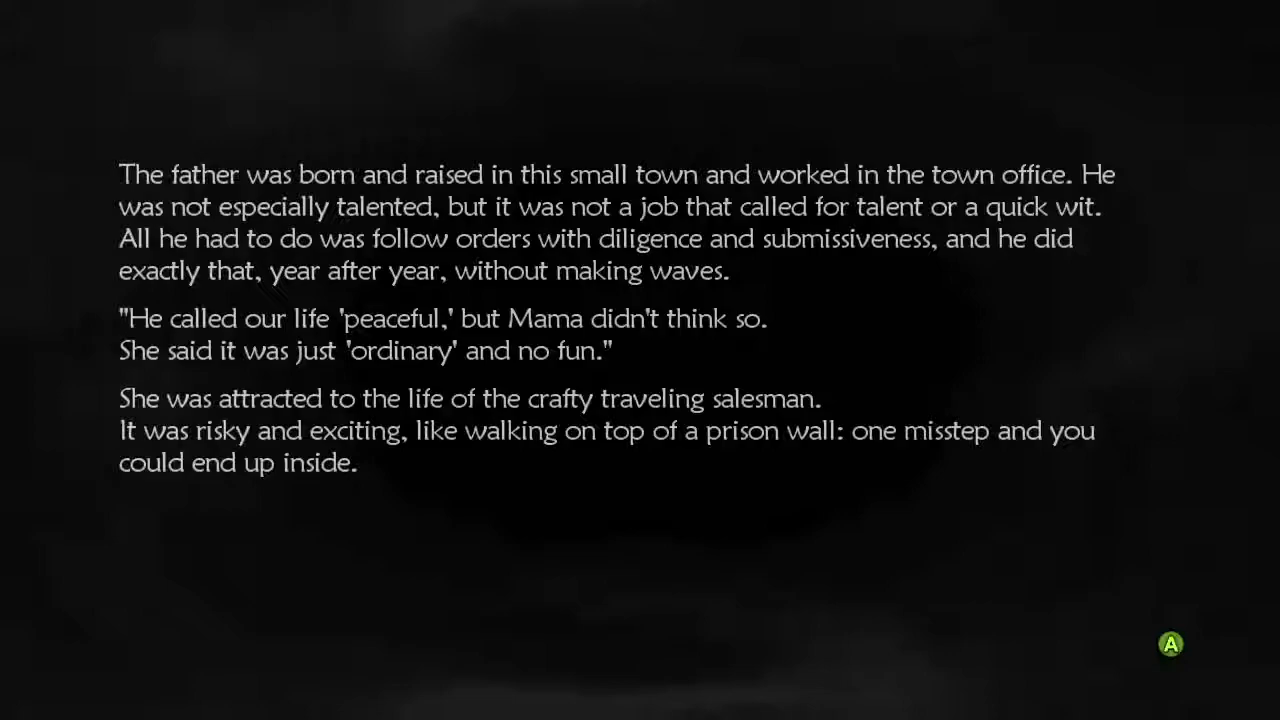 The father was born and raised in this small town and worked in the town office. He
was not especially talented, but it was not a job that called for talent or a quick wit.
All he had to do was follow orders with diligence and submissiveness, and he did
exactly that, year after year, without making waves.
"He called our life 'peaceful,' but Mama didn't think so.
She said it was just 'ordinary' and no fun."
She was attracted to the life of the crafty traveling salesman.
It was risky and exciting, like walking on top of a prison wall: one misstep and you
could end up inside.
A